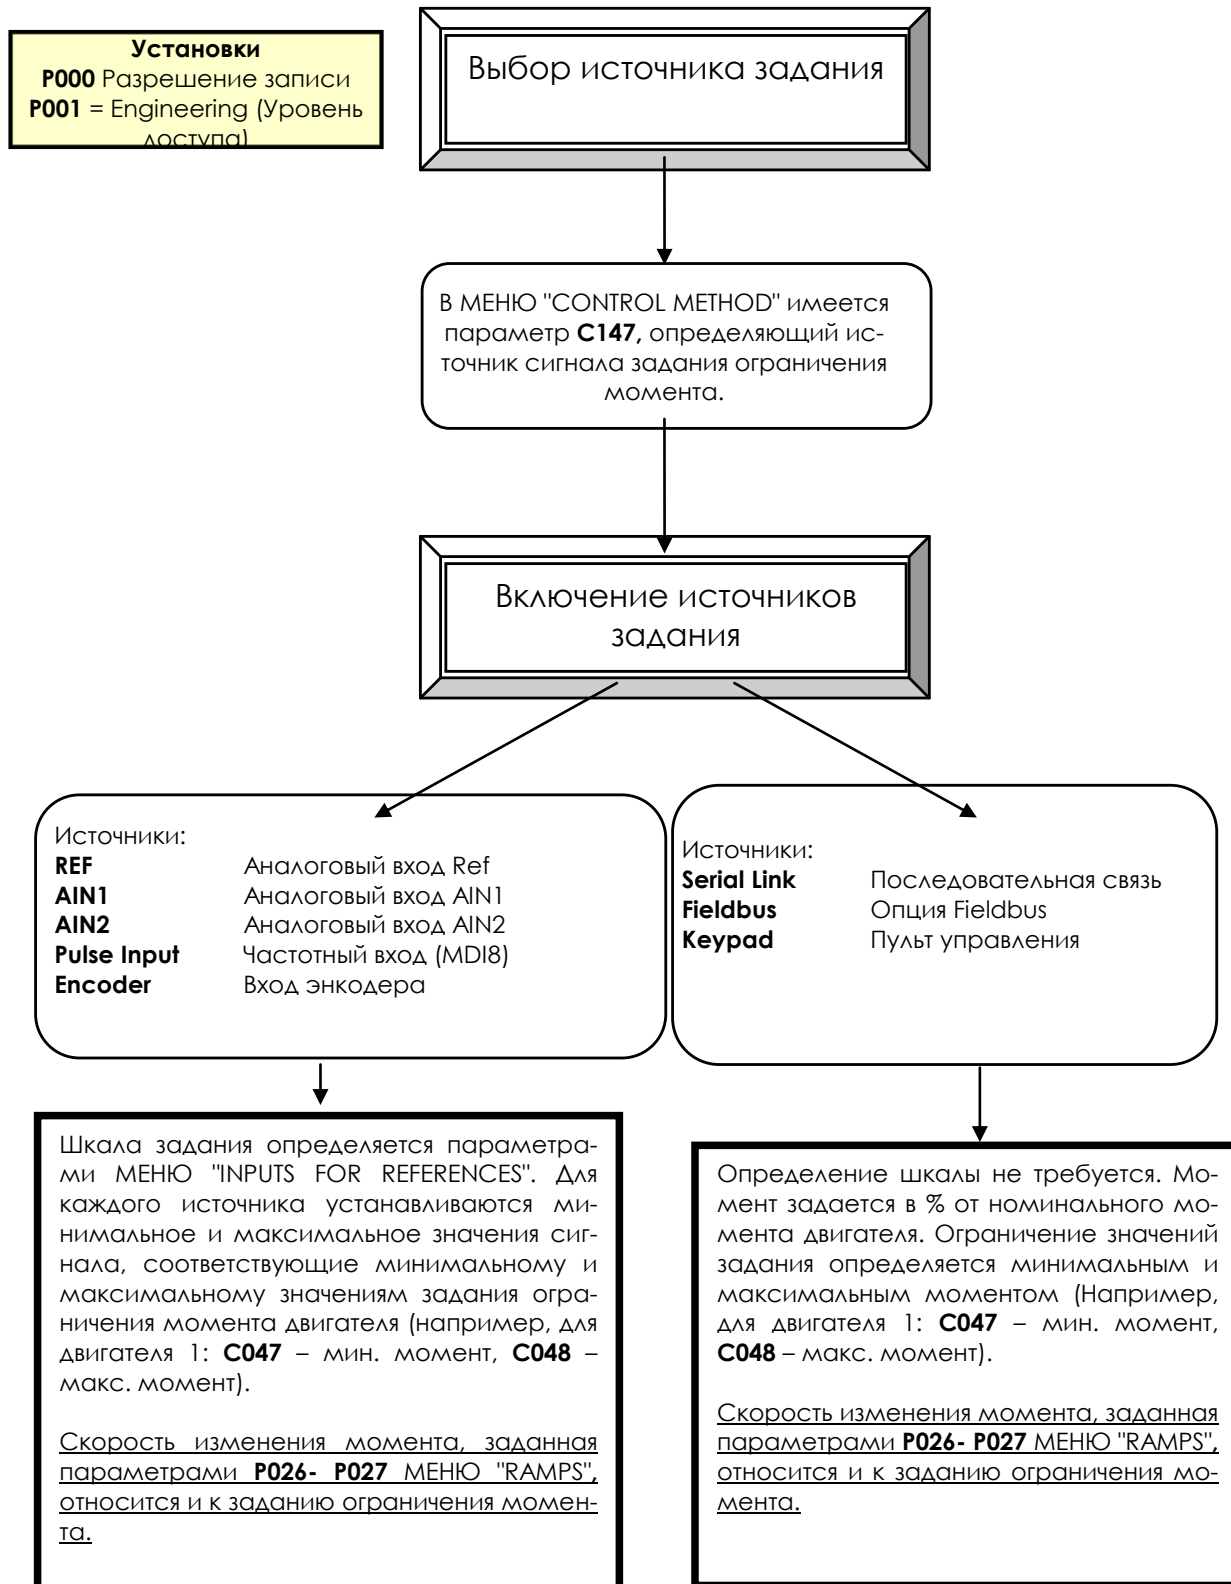 Установки
P000 Разрешение записи
P001 = Engineering (Уровень
доступа)
Выбор источника задания
В МЕНЮ "CONTROL METHOD" имеется
параметр C147, определяющий ис-
точник сигнала задания ограничения
момента.
Включение источников
задания
Источники:
REF Аналоговый вход Ref
AIN1 Аналоговый вход AIN1
AIN2 Аналоговый вход AIN2
Pulse Input Частотный вход (MDI8)
Encoder Вход энкодера
Источники:
Serial Link Последовательная связь
Fieldbus Опция Fieldbus
Keypad Пульт управления
Шкала задания определяется параметра-
ми МЕНЮ "INPUTS FOR REFERENCES". Для
каждого источника устанавливаются ми-
нимальное и максимальное значения сиг-
нала, соответствующие минимальному и
максимальному значениям задания огра-
ничения момента двигателя (например, для
двигателя 1: C047 – мин. момент, C048 –
макс. момент).
Скорость изменения момента, заданная
параметрами P026- P027 МЕНЮ "RAMPS",
относится и к заданию ограничения момен-
та.
Определение шкалы не требуется. Мо-
мент задается в % от номинального мо-
мента двигателя. Ограничение значений
задания определяется минимальным и
максимальным моментом (Например,
для двигателя 1: C047 – мин. момент,
C048 – макс. момент).
Скорость изменения момента, заданная
параметрами P026- P027 МЕНЮ "RAMPS",
относится и к заданию ограничения мо-
мента.